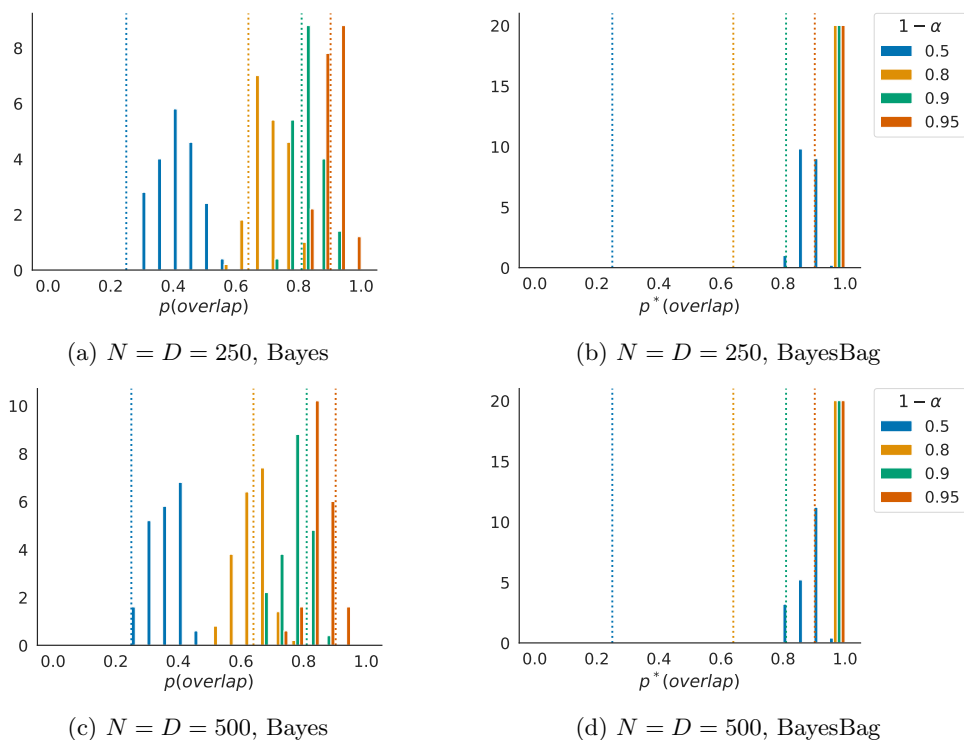 8
6
4
2
0
0.0 0.2 0.4 0.6 0.8 1.0
p(overlap)
(a) N = D = 250, Bayes
20
15
10
5
0
0.0 0.2 0.4 0.6 0.8 1.0
p*(overlap)
(b) N = D = 250, BayesBag
1 − α
0.5
0.8
0.9
0.95
10
8
6
4
2
0
0.0 0.2 0.4 0.6 0.8 1.0
p(overlap)
(c) N = D = 500, Bayes
20
15
10
5
0
0.0 0.2 0.4 0.6 0.8 1.0
p*(overlap)
(d) N = D = 500, BayesBag
1 − α
0.5
0.8
0.9
0.95